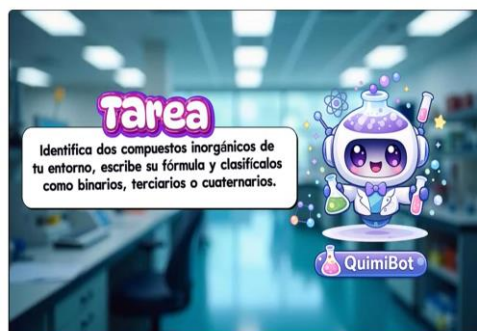 Tarea
Identifica dos compuestos inorgánicos de
tu entorno, escribe su fórmula y clasifícalos
como binarios, terciarios o cuaternarios.
QuimiBot